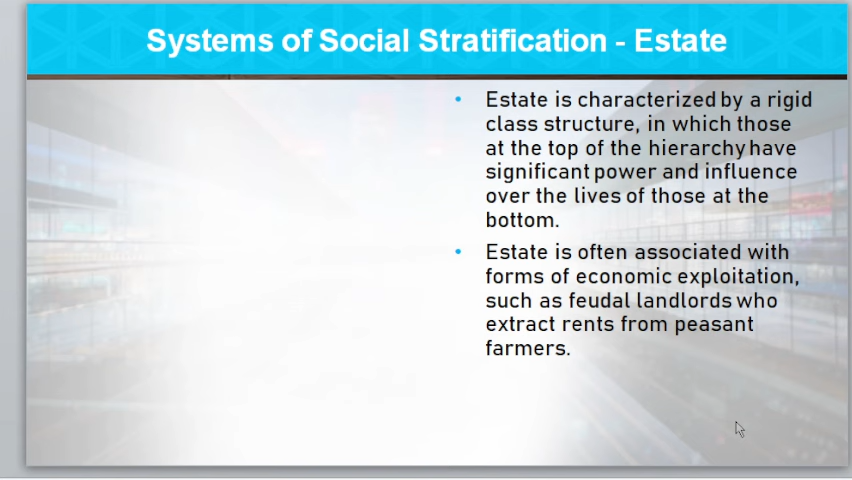 Systems of Social Stratification - Estate
• Estate is characterized by a rigid
class structure, in which those
at the top of the hierarchy have
significant power and influence
over the lives of those at the
bottom.
• Estate is often associated with
forms of economic exploitation,
such as feudal landlords who
extract rents from peasant
farmers.